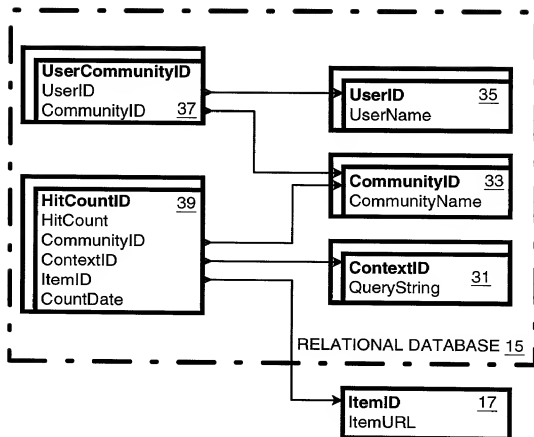 UserCommunityID
UserID
CommunityID 37
UserID 35
UserName
HitCountID 39
HitCount
CommunityID
ContextID
ItemID
CountDate
CommunityID 33
CommunityName
ContextID
QueryString 31
RELATIONAL DATABASE 15
ItemID 17
ItemURL